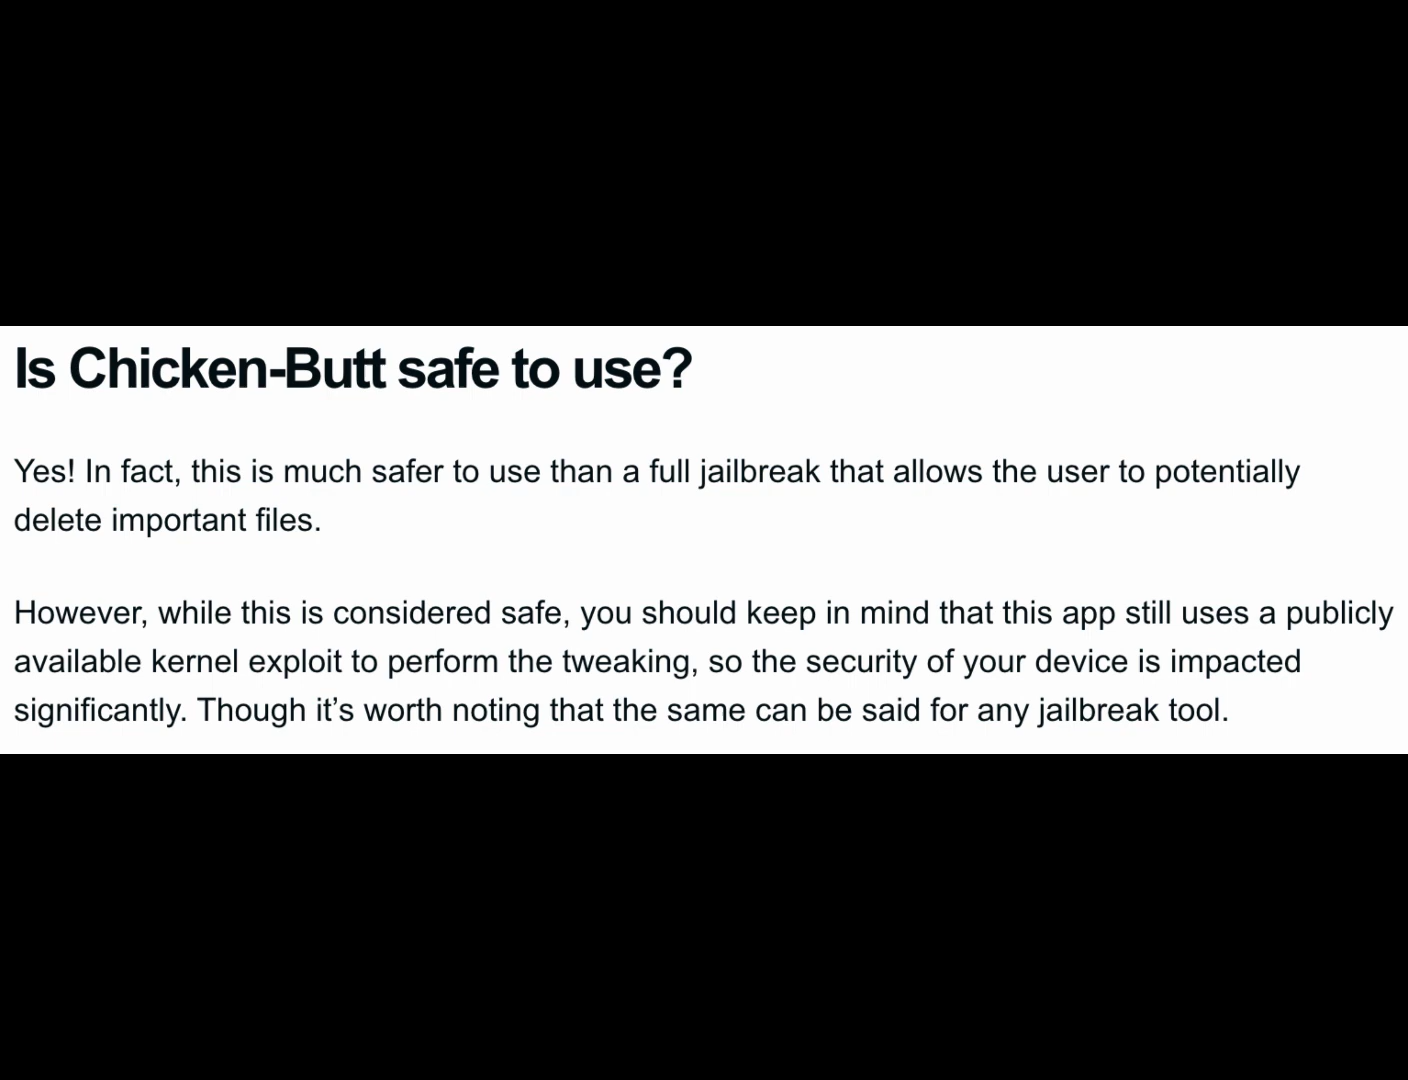 Is Chicken-Butt safe to use?
Yes! In fact, this is much safer to use than a full jailbreak that allows the user to potentially
delete important files.
However, while this is considered safe, you should keep in mind that this app still uses a publicly
available kernel exploit to perform the tweaking, so the security of your device is impacted
significantly. Though it’s worth noting that the same can be said for any jailbreak tool.